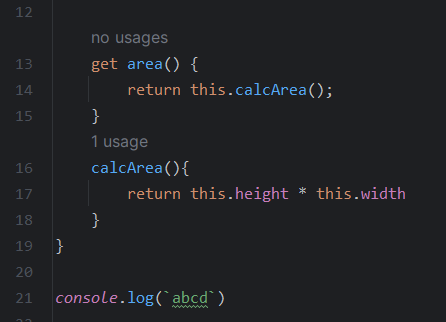 12
no usages
13 get area() {
14 return this.calcArea();
15 }
1 usage
16 calcArea(){
17 return this.height * this.width
18 }
19 }
20
21 console.log(`abcd`)
22